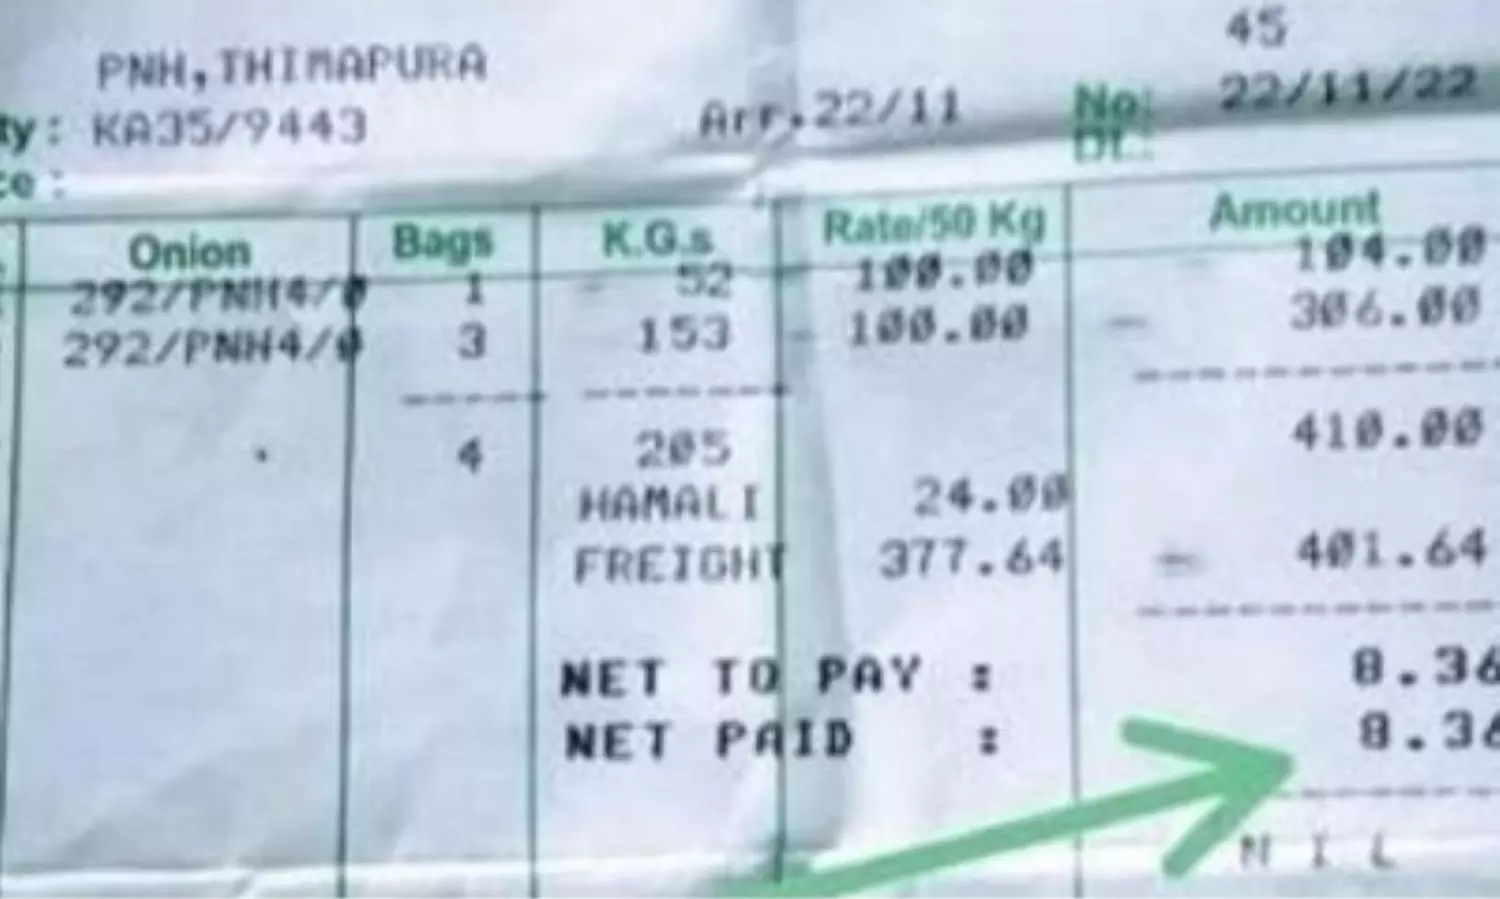 45
PNH,THIMAPURA
ty: KA35/9443 Arr.22/11 No: 22/11/22
ce: Dt.:
Onion Bags K.G.s Rate/50 Kg Amount
292/PNH4/0 1 52 100.00 104.00
292/PNH4/0 3 153 100.00 306.00
4 205 410.00
HAMALI 24.00
FREIGHT 377.64 401.64
NET TO PAY : 8.36
NET PAID : 8.36
N I L